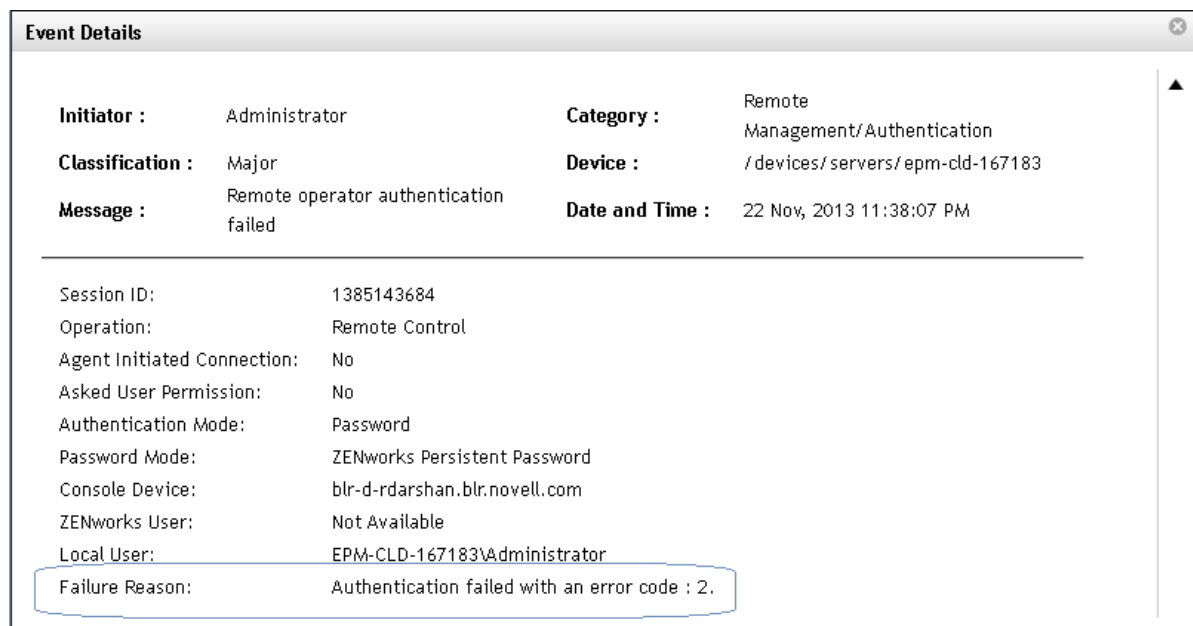 Event Details
Initiator : Administrator Category : Remote Management/Authentication
Classification : Major Device : /devices/servers/epm-cld-167183
Message : Remote operator authentication failed Date and Time : 22 Nov, 2013 11:38:07 PM
Session ID: 1385143684
Operation: Remote Control
Agent Initiated Connection: No
Asked User Permission: No
Authentication Mode: Password
Password Mode: ZENworks Persistent Password
Console Device: blr-d-rdarshan.blr.novell.com
ZENworks User: Not Available
Local User: EPM-CLD-167183\Administrator
Failure Reason: Authentication failed with an error code : 2.